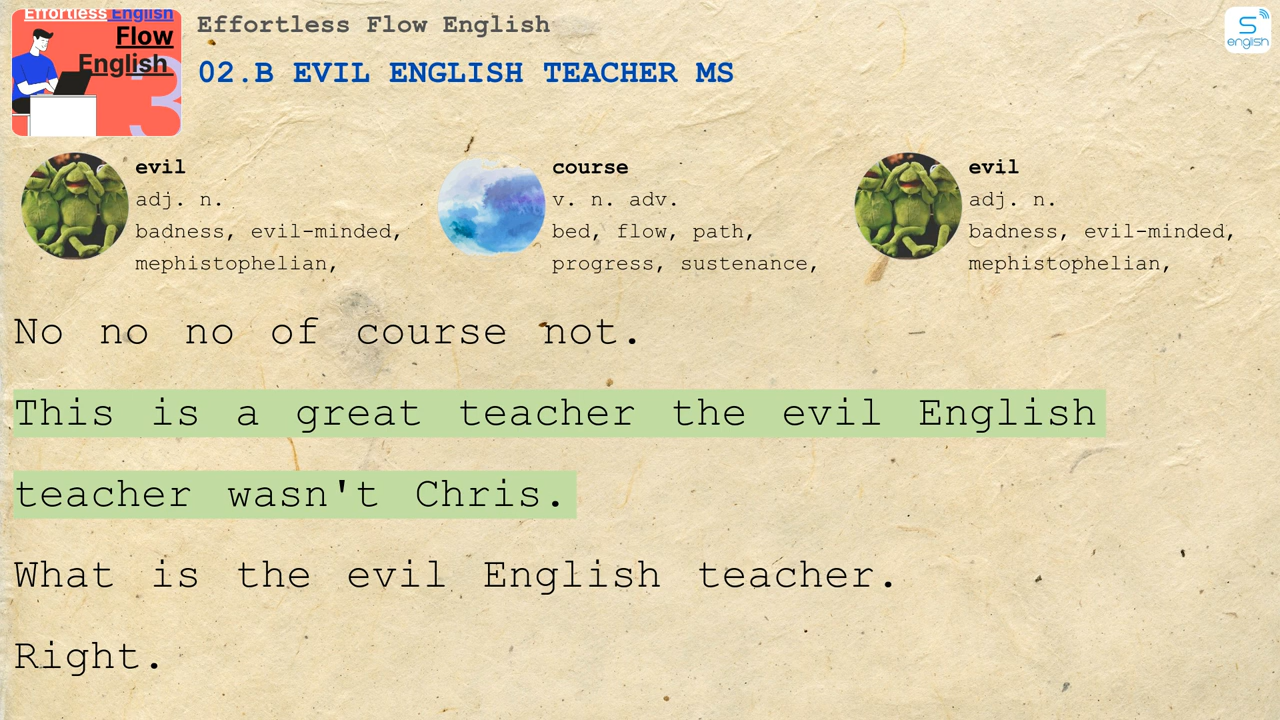 Effortless English
Flow
English
3
Effortless Flow English
02.B EVIL ENGLISH TEACHER MS
S
english
evil
adj. n.
badness, evil-minded,
mephistophelian,
course
v. n. adv.
bed, flow, path,
progress, sustenance,
evil
adj. n.
badness, evil-minded,
mephistophelian,
No no no of course not.
This is a great teacher the evil English
teacher wasn't Chris.
What is the evil English teacher.
Right.